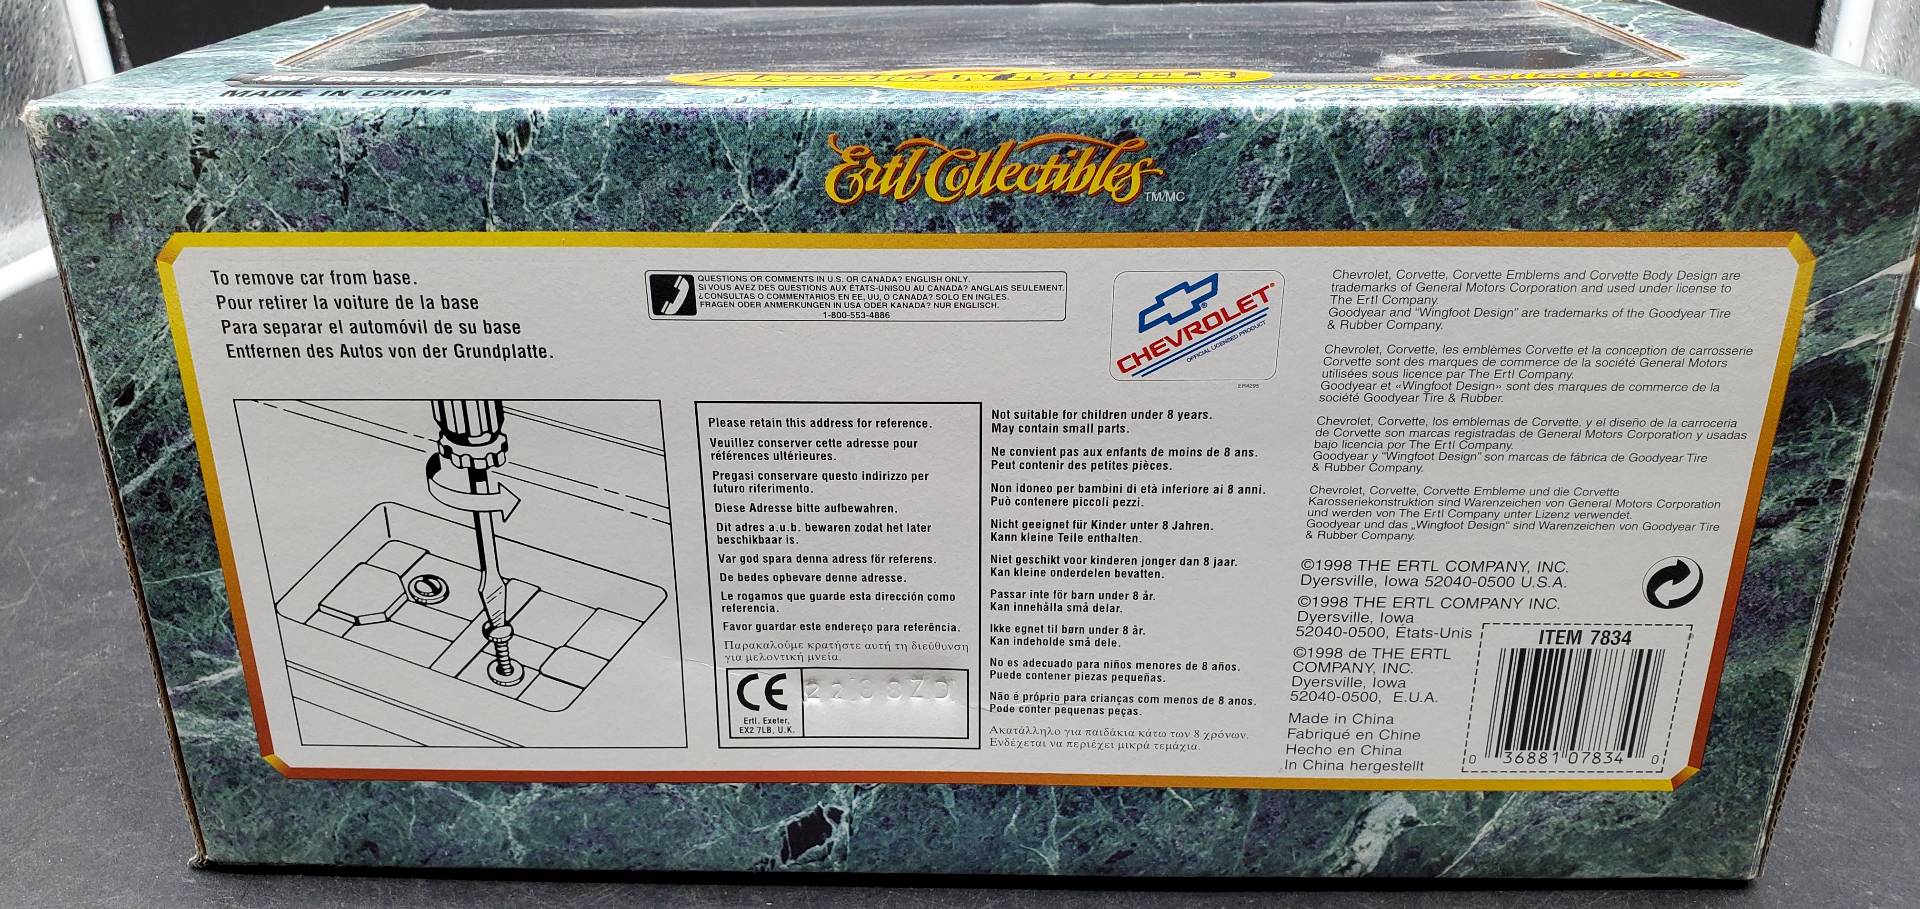 MADE IN CHINA
AMERICAN MUSCLE
Ertl Collectibles
Ertl Collectibles TM/MC
To remove car from base.
Pour retirer la voiture de la base
Para separar el automóvil de su base
Entfernen des Autos von der Grundplatte.
QUESTIONS OR COMMENTS IN U.S. OR CANADA? ENGLISH ONLY.
SI VOUS AVEZ DES QUESTIONS AUX ÉTATS-UNISOU AU CANADA? ANGLAIS SEULEMENT.
¿CONSULTAS O COMMENTARIOS EN EE, UU, O CANADA? SOLO EN INGLES.
FRAGEN ODER ANMERKUNGEN IN USA ODER KANADA? NUR ENGLISCH.
1-800-553-4886
CHEVROLET
OFFICIAL LICENSED PRODUCT
Please retain this address for reference.
Veuillez conserver cette adresse pour
références ultérieures.
Pregasi conservare questo indirizzo per
futuro riferimento.
Diese Adresse bitte aufbewahren.
Dit adres a.u.b. bewaren zodat het later
beschikbaar is.
Var god spara denna adress för referens.
De bedes opbevare denne adresse.
Le rogamos que guarde esta dirección como
referencia.
Favor guardar este endereço para referência.
Παρακαλούμε κρατήστε αυτή τη διεύθυνση
για μελοντική μνεία.
CE
Ertl. Exeter,
EX2 7LB, U.K.
Not suitable for children under 8 years.
May contain small parts.
Ne convient pas aux enfants de moins de 8 ans.
Peut contenir des petites pièces.
Non idoneo per bambini di età inferiore ai 8 anni.
Può contenere piccoli pezzi.
Nicht geeignet für Kinder unter 8 Jahren.
Kann kleine Teile enthalten.
Niet geschikt voor kinderen jonger dan 8 jaar.
Kan kleine onderdelen bevatten.
Passar inte för barn under 8 år.
Kan innehålla små delar.
Ikke egnet til børn under 8 år.
Kan indeholde små dele.
No es adecuado para niños menores de 8 años.
Puede contener piezas pequeñas.
Não é próprio para crianças com menos de 8 anos.
Pode conter pequenas peças.
Ακατάλληλο για παιδάκια κάτω των 8 χρόνων.
Ενδέχεται να περιέχει μικρά τεμάχια.
Chevrolet, Corvette, Corvette Emblems and Corvette Body Design are
trademarks of General Motors Corporation and used under license to
The Ertl Company.
Goodyear and "Wingfoot Design" are trademarks of the Goodyear Tire
& Rubber Company.
Chevrolet, Corvette, les emblèmes Corvette et la conception de carrosserie
Corvette sont des marques de commerce de la société General Motors
utilisées sous licence par The Ertl Company.
Goodyear et «Wingfoot Design» sont des marques de commerce de la
société Goodyear Tire & Rubber.
Chevrolet, Corvette, los emblemas de Corvette, y el diseño de la carroceria
de Corvette son marcas registradas de General Motors Corporation y usadas
bajo licencia por The Ertl Company.
Goodyear y "Wingfoot Design" son marcas de fábrica de Goodyear Tire
& Rubber Company.
Chevrolet, Corvette, Corvette Embleme und die Corvette
Karosseriekonstruktion sind Warenzeichen von General Motors Corporation
und werden von The Ertl Company unter Lizenz verwendet.
Goodyear und das „Wingfoot Design" sind Warenzeichen von Goodyear Tire
& Rubber Company.
©1998 THE ERTL COMPANY, INC.
Dyersville, Iowa 52040-0500 U.S.A.
©1998 THE ERTL COMPANY INC.
Dyersville, Iowa
52040-0500, États-Unis
©1998 de THE ERTL
COMPANY, INC.
Dyersville, Iowa
52040-0500, E.U.A.
Made in China
Fabriqué en Chine
Hecho en China
In China hergestellt
ITEM 7834
0 36881 07834 0